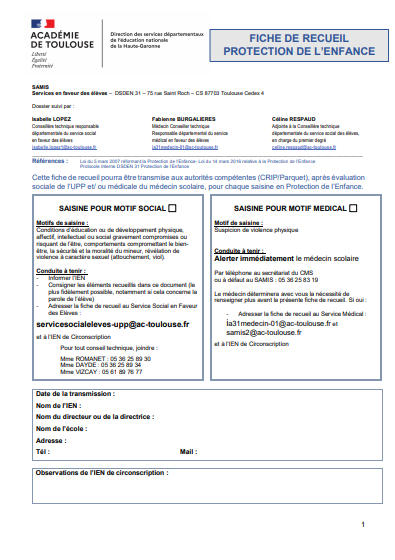 ACADÉMIE
DE TOULOUSE
Liberté
Égalité
Fraternité
Direction des services départementaux
de l'éducation nationale
de la Haute-Garonne
FICHE DE RECUEIL
PROTECTION DE L'ENFANCE
SAMIS
Services en faveur des élèves – DSDEN 31 – 75 rue Saint Roch – CS 87703 Toulouse Cedex 4
Dossier suivi par :
Isabelle LOPEZ
Conseillère technique responsable
départementale du service social
en faveur des élèves
isabelle.lopez1@ac-toulouse.fr
Fabienne BURGALIERES
Médecin Conseiller technique
Responsable départemental du service
médical en faveur des élèves
ia31medecin-01@ac-toulouse.fr
Céline RESPAUD
Adjointe à la Conseillère technique
départementale du service social des élèves,
en charge du premier degré
celine.respaud@ac-toulouse.fr
Références : Loi du 5 mars 2007 réformant la Protection de l'Enfance- Loi du 14 mars 2016 relative à la Protection de l'Enfance
Protocole interne DSDEN 31 Protection de l'Enfance
Cette fiche de recueil pourra être transmise aux autorités compétentes (CRIP/Parquet), après évaluation
sociale de l'UPP et/ ou médicale du médecin scolaire, pour chaque saisine en Protection de l'Enfance.
SAISINE POUR MOTIF SOCIAL
Motifs de saisine :
Conditions d'éducation ou de développement physique,
affectif, intellectuel ou social gravement compromises ou
risquant de l'être, comportements compromettant le bien-
être, la sécurité et la moralité du mineur, révélation de
violence à caractère sexuel (attouchement, viol).
Conduite à tenir :
- Informer l'IEN
- Consigner les éléments recueillis dans ce document (le
plus fidèlement possible, notamment si cela concerne la
parole de l'élève)
- Adresser la fiche de recueil au Service Social en Faveur
des Elèves :
servicesocialeleves-upp@ac-toulouse.fr
et à l'IEN de Circonscription
Pour tout conseil technique, joindre :
Mme ROMANET : 05 36 25 89 30
Mme DAYDE : 05 36 25 89 34
Mme VIZCAY : 05 61 89 76 77
SAISINE POUR MOTIF MEDICAL
Motif de saisine :
Suspicion de violence physique
Conduite à tenir :
Alerter immédiatement le médecin scolaire
Par téléphone au secrétariat du CMS
ou à défaut au SAMIS : 05 36 25 83 19
Le médecin déterminera avec vous la nécessité de
renseigner plus avant la présente fiche de recueil. Si oui :
- Adresser la fiche de recueil au Service Médical :
ia31medecin-01@ac-toulouse.fr et
samis2@ac-toulouse.fr
et à l'IEN de Circonscription
Date de la transmission :
Nom de l'IEN :
Nom du directeur ou de la directrice :
Nom de l'école :
Adresse :
Tél : Mail :
Observations de l'IEN de circonscription :
1